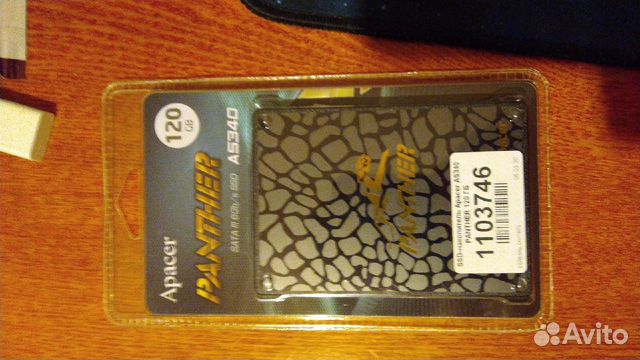 Apacer
PANTHER
SATA III 6Gb/s SSD AS340
120
GB
PANTHER
SSD-накопитель Apacer AS340
PANTHER 120 ГБ
1103746
Avito